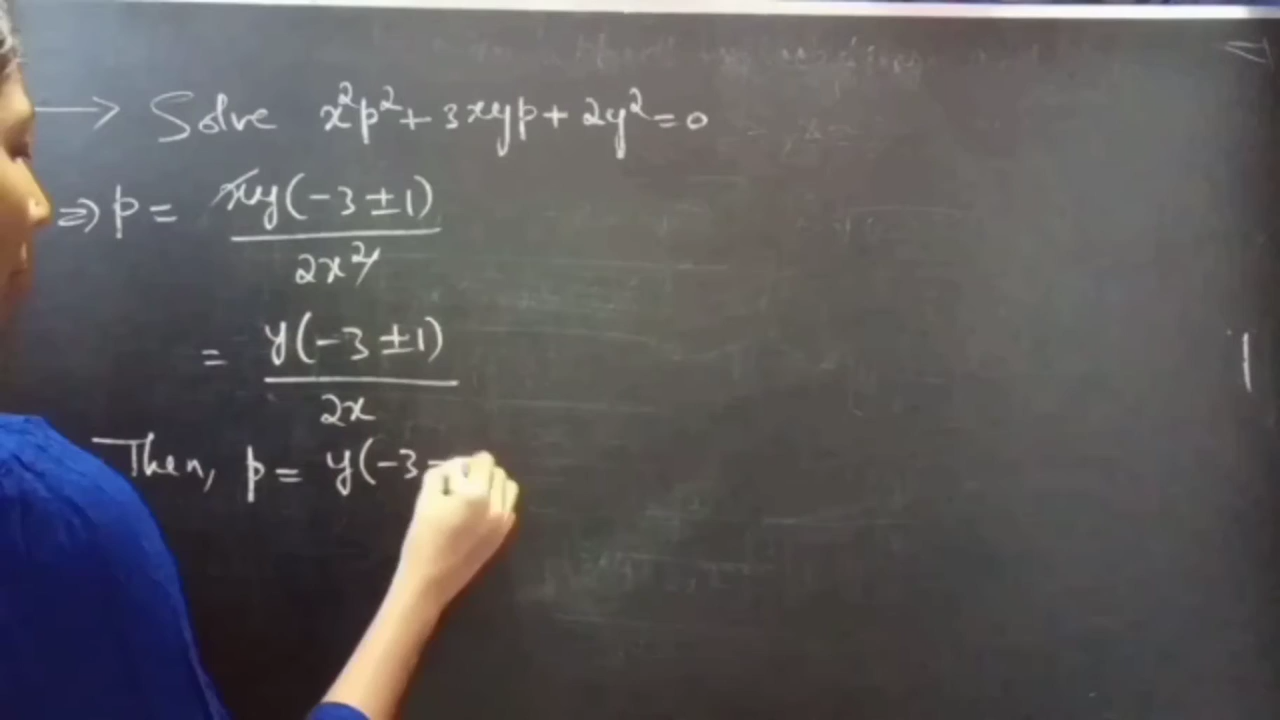 → Solve x²p² + 3xyp + 2y² = 0
⇒ p = xy(-3 ± 1) / 2x²
= y(-3 ± 1) / 2x
Then, p = y(-3